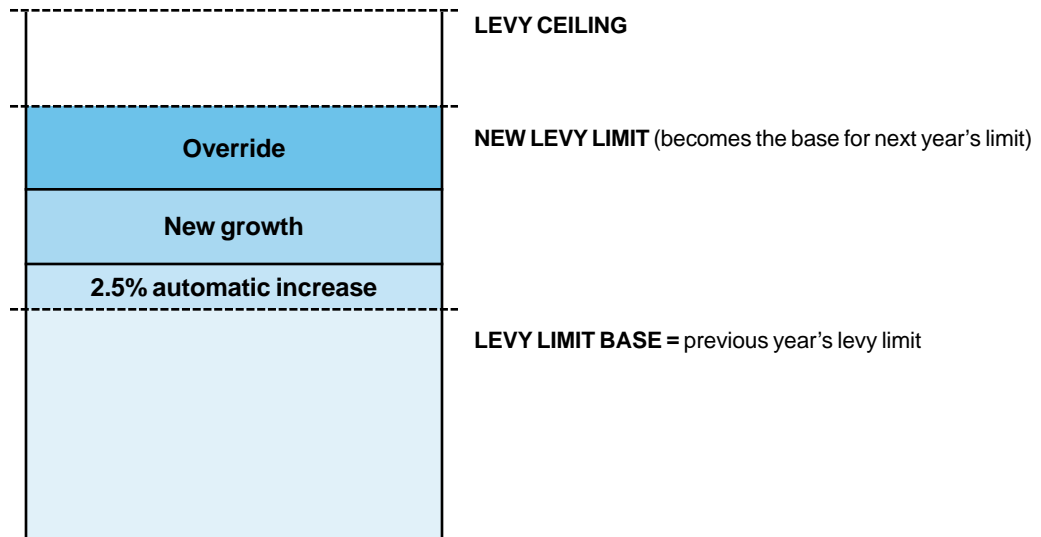 LEVY CEILING
Override
NEW LEVY LIMIT (becomes the base for next year’s limit)
New growth
2.5% automatic increase
LEVY LIMIT BASE = previous year’s levy limit